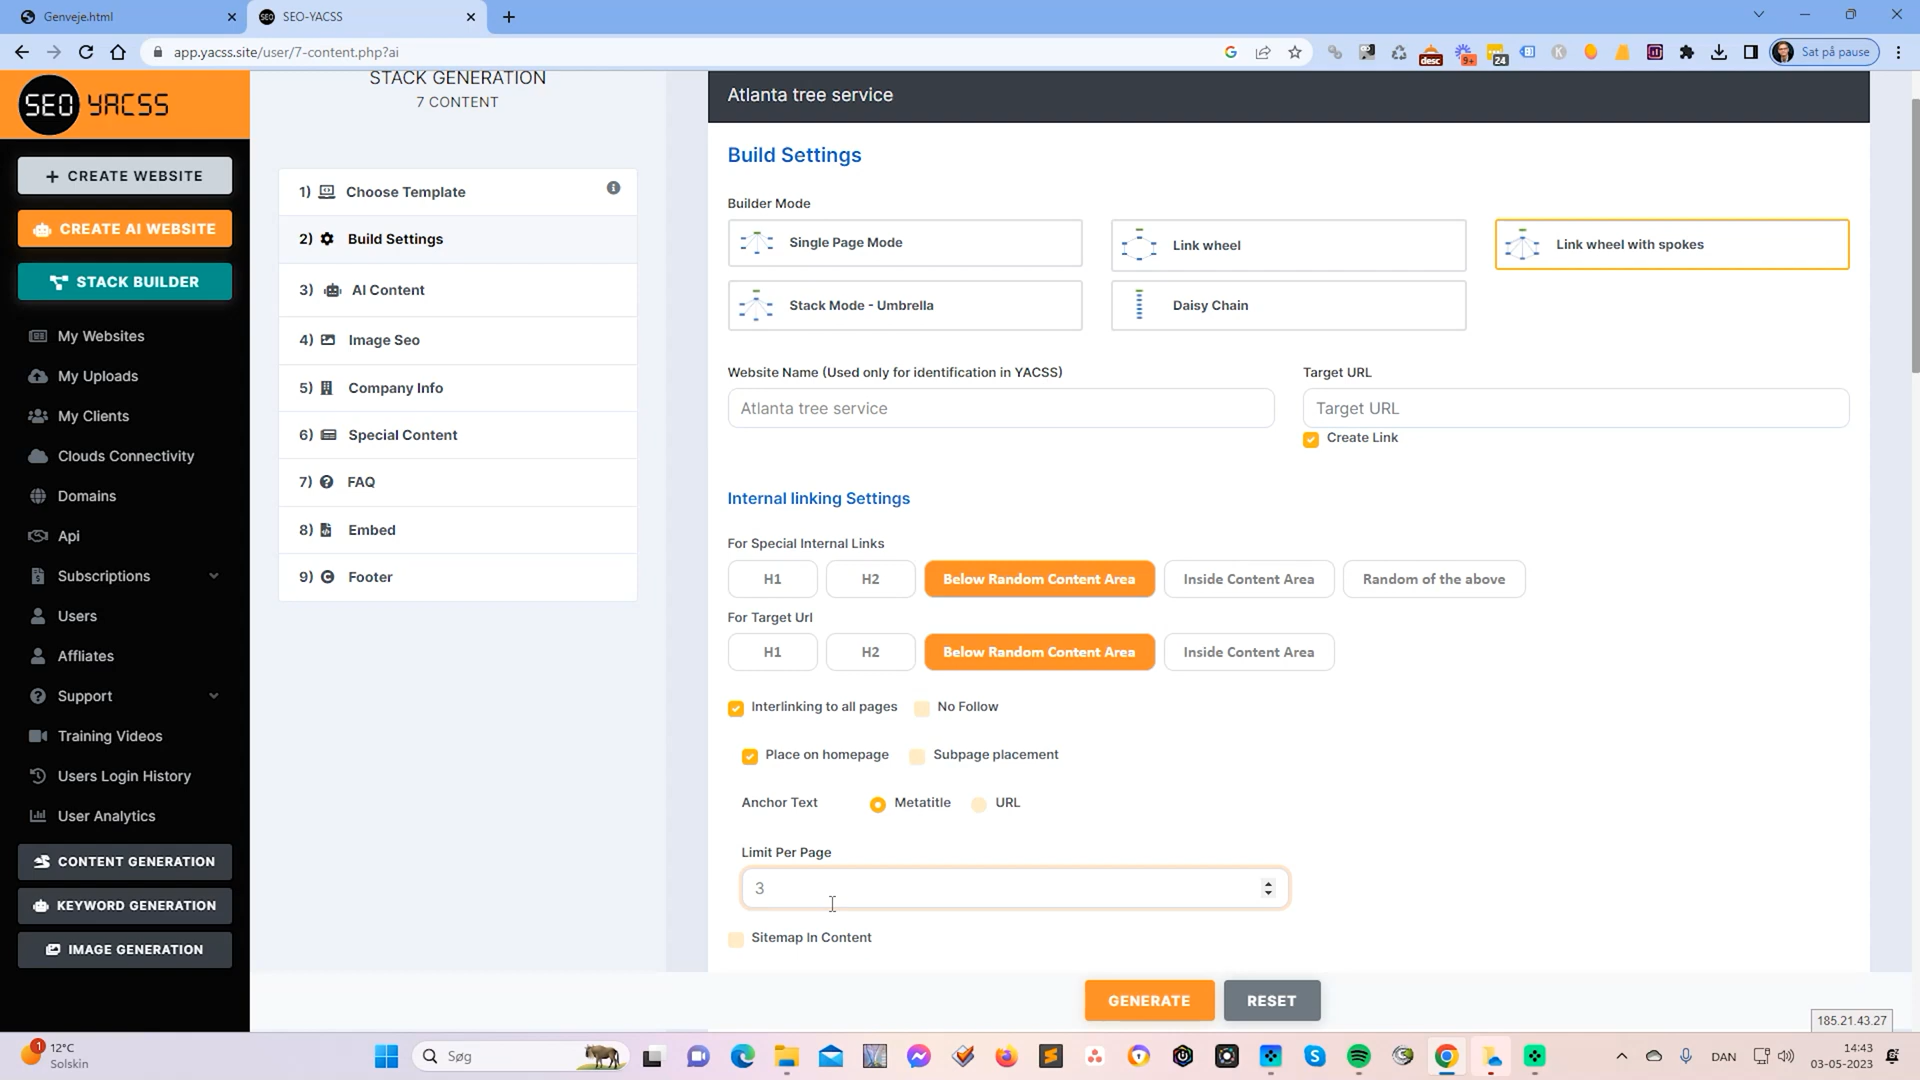 Genveje.html
SEO-YACSS
app.yacss.site/user/7-content.php?ai
desc
9+
24
Sat på pause
SEO YACSS
+ CREATE WEBSITE
CREATE AI WEBSITE
STACK BUILDER
My Websites
My Uploads
My Clients
Clouds Connectivity
Domains
Api
Subscriptions
Users
Affliates
Support
Training Videos
Users Login History
User Analytics
CONTENT GENERATION
KEYWORD GENERATION
IMAGE GENERATION
STACK GENERATION
7 CONTENT
1) Choose Template
2) Build Settings
3) AI Content
4) Image Seo
5) Company Info
6) Special Content
7) FAQ
8) Embed
9) Footer
Atlanta tree service
Build Settings
Builder Mode
Single Page Mode
Link wheel
Link wheel with spokes
Stack Mode - Umbrella
Daisy Chain
Website Name (Used only for identification in YACSS)
Target URL
Atlanta tree service
Target URL
Create Link
Internal linking Settings
For Special Internal Links
H1 H2 Below Random Content Area Inside Content Area Random of the above
For Target Url
H1 H2 Below Random Content Area Inside Content Area
Interlinking to all pages No Follow
Place on homepage Subpage placement
Anchor Text Metatitle URL
Limit Per Page
3
Sitemap In Content
GENERATE RESET
185.21.43.27
1
12°C
Solskin
Søg
DAN
14:43
03-05-2023